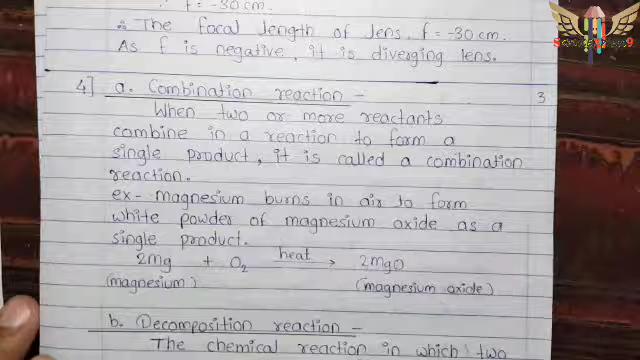 f = -30 cm.
∴ The focal length of lens, f = -30 cm.
As f is negative, it is diverging lens.
4] a. Combination reaction - 3
When two or more reactants
combine in a reaction to form a
single product, it is called a combination
reaction.
ex- magnesium burns in air to form
white powder of magnesium oxide as a
single product.
2mg + O₂ heat → 2mgO
(magnesium) (magnesium oxide)
b. Decomposition reaction -
The chemical reaction in which two